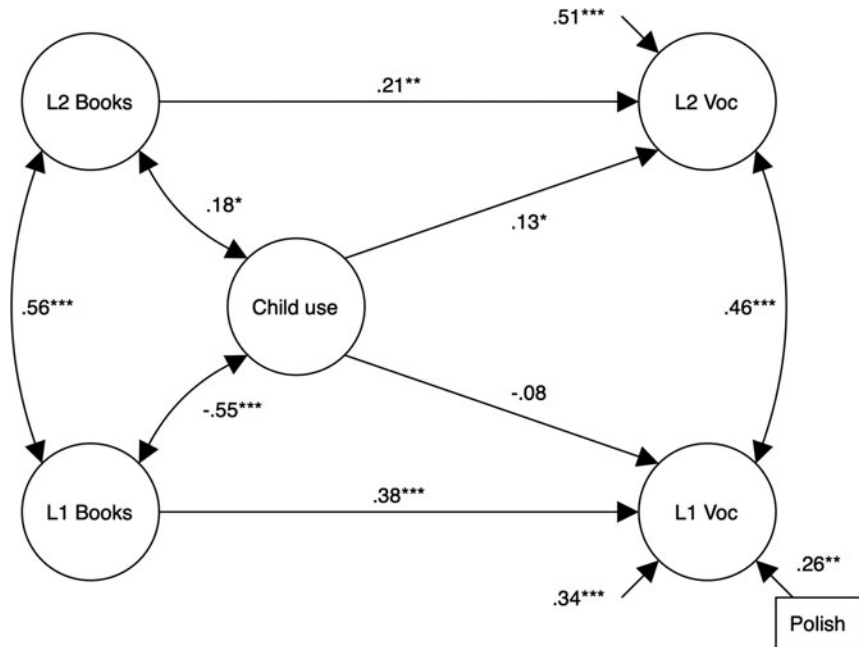 .51***
L2 Books
.21**
L2 Voc
.18*
.13*
.56***
Child use
.46***
-.55***
-.08
L1 Books
.38***
L1 Voc
.34***
.26**
Polish